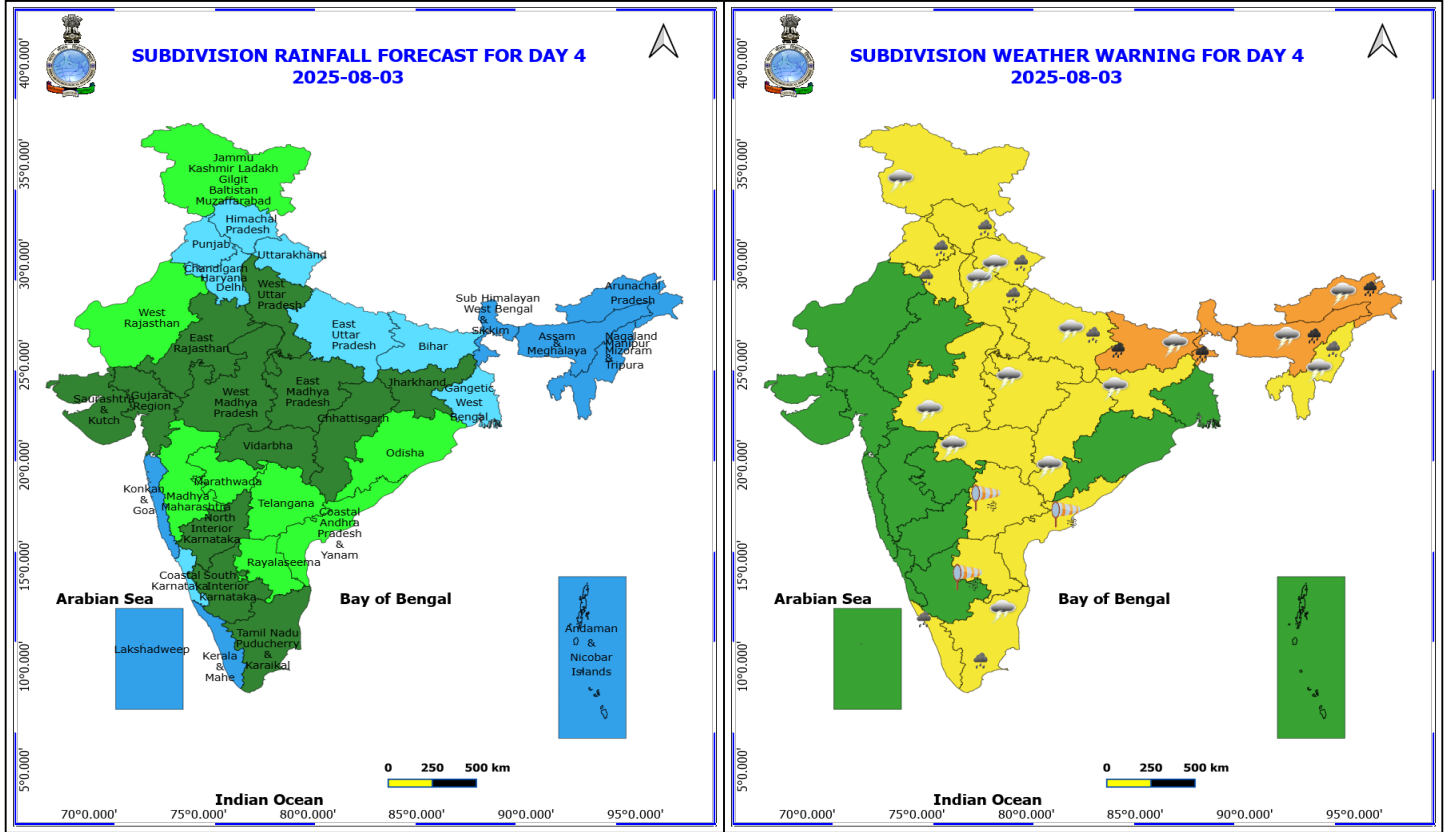 SUBDIVISION RAINFALL FORECAST FOR DAY 4
2025-08-03
40°0.000'
35°0.000'
30°0.000'
25°0.000'
20°0.000'
15°0.000'
10°0.000'
5°0.000'
Jammu
Kashmir Ladakh
Gilgit
Baltistan
Muzaffarabad
Himachal
Pradesh
Punjab
Uttarakhand
Chandigarh
Haryana
Delhi
West
Uttar
Pradesh
West
Rajasthan
East
Rajasthan
East
Uttar
Pradesh
Bihar
Sub Himalayan
West Bengal
&
Sikkim
Arunachal
Pradesh
Assam
&
Meghalaya
Nagaland
Manipur
Mizoram
&
Tripura
Saurashtra
&
Kutch
Gujarat
Region
West
Madhya
Pradesh
East
Madhya
Pradesh
Jharkhand
Gangetic
West
Bengal
Chhattisgarh
Vidarbha
Odisha
Konkan
&
Goa
Madhya
Maharashtra
Marathwada
Telangana
North
Interior
Karnataka
Coastal
Andhra
Pradesh
&
Yanam
Rayalaseema
Coastal
Karnataka
South
Interior
Karnataka
Tamil Nadu
Puducherry
&
Karaikal
Kerala
&
Mahe
Lakshadweep
Andaman
&
Nicobar
Islands
Arabian Sea
Bay of Bengal
Indian Ocean
0 250 500 km
70°0.000' 75°0.000' 80°0.000' 85°0.000' 90°0.000' 95°0.000'
SUBDIVISION WEATHER WARNING FOR DAY 4
2025-08-03
40°0.000'
35°0.000'
30°0.000'
25°0.000'
20°0.000'
15°0.000'
10°0.000'
5°0.000'
Arabian Sea
Bay of Bengal
Indian Ocean
0 250 500 km
70°0.000' 75°0.000' 80°0.000' 85°0.000' 90°0.000' 95°0.000'